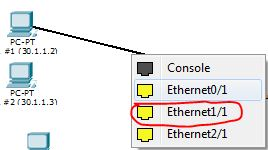 PC-PT
#1 (30.1.1.2)
PC-PT
#2 (30.1.1.3)
Console
Ethernet0/1
Ethernet1/1
Ethernet2/1